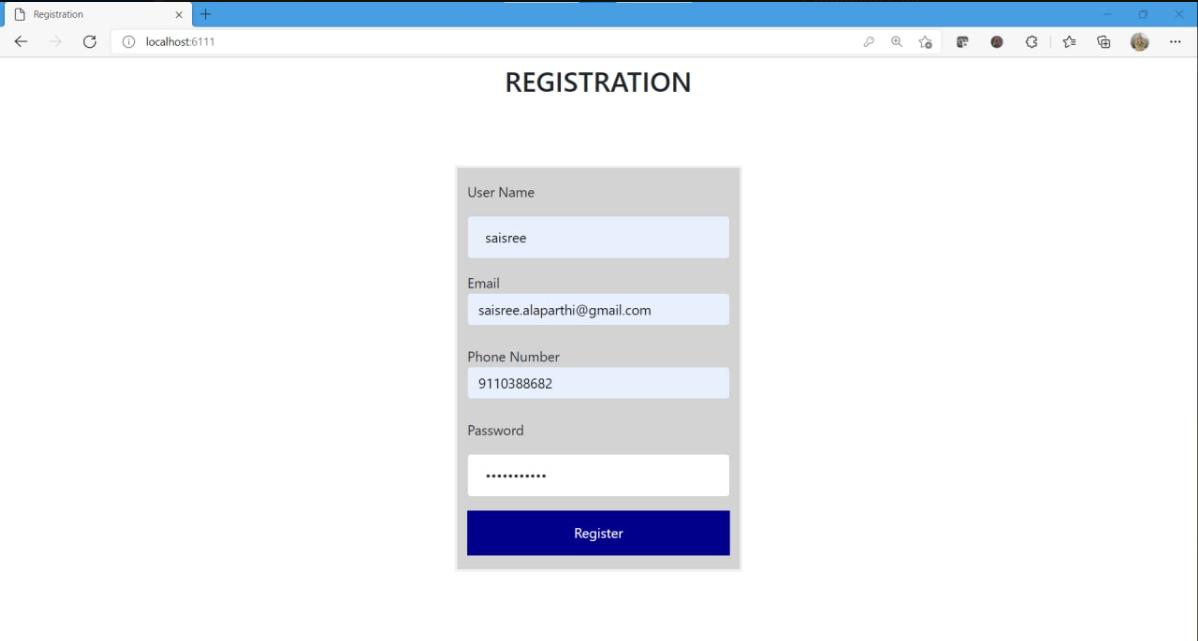 Registration
localhost:6111
REGISTRATION
User Name
saisree
Email
saisree.alaparthi@gmail.com
Phone Number
9110388682
Password
•••••••••••
Register